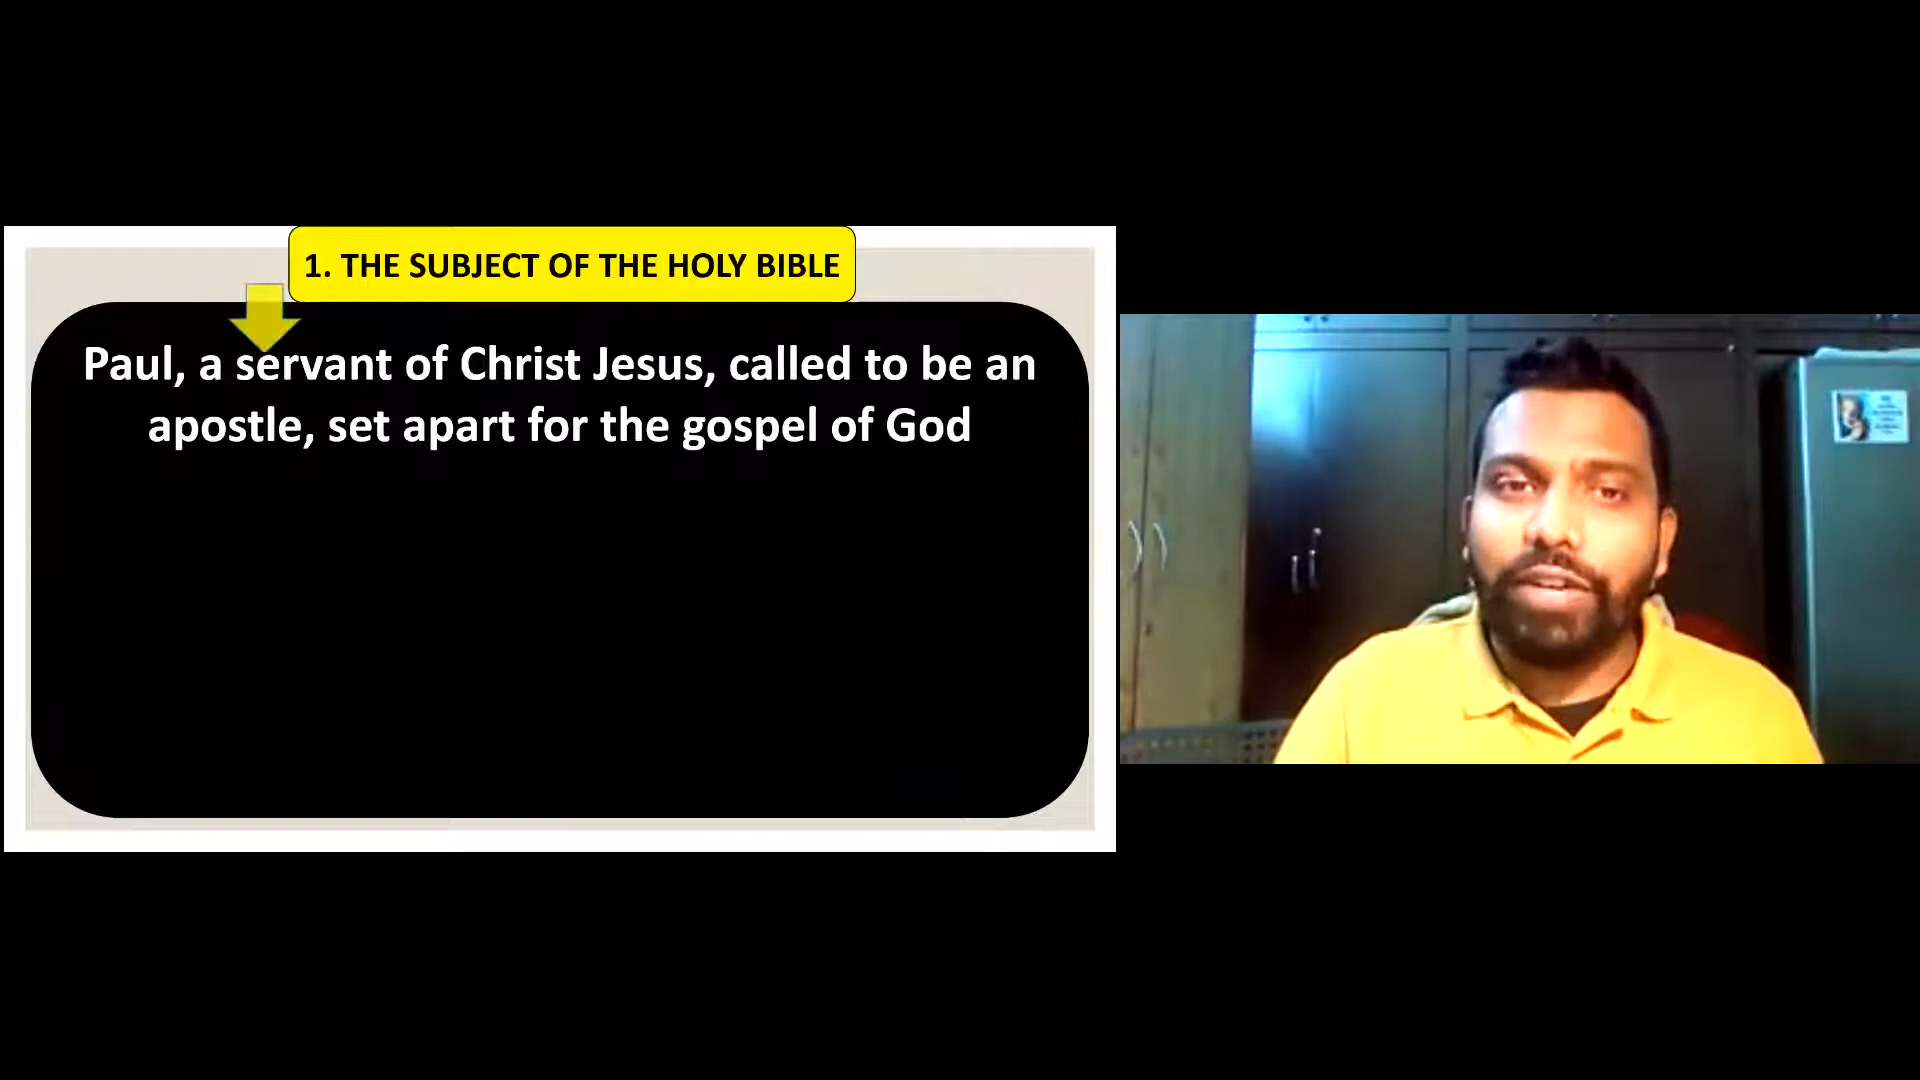 1. THE SUBJECT OF THE HOLY BIBLE
Paul, a servant of Christ Jesus, called to be an
apostle, set apart for the gospel of God